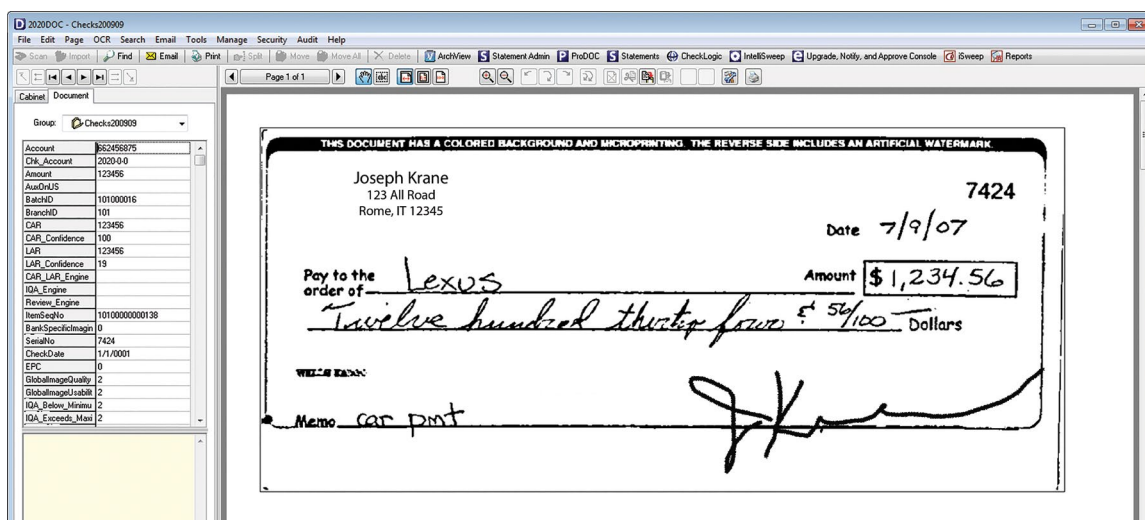 2020DOC - Checks200909
File Edit Page OCR Search Email Tools Manage Security Audit Help
Scan Import Find Email Print Split Move Move All Delete ArchView Statement Admin ProDOC Statements CheckLogic IntelliSweep Upgrade, Notify, and Approve Console iSweep Reports
Page 1 of 1
Cabinet Document
Group: Checks200909
Account 662456875
Chk_Account 2020-0-0
Amount 123456
AuxOnUS
BatchID 101000016
BranchID 101
CAR 123456
CAR_Confidence 100
LAR 123456
LAR_Confidence 19
CAR_LAR_Engine
IQA_Engine
Review_Engine
ItemSeqNo 10100000000138
BankSpecificImagin 0
SerialNo 7424
CheckDate 1/1/0001
EPC 0
GlobalImageQuality 2
GlobalImageUsabilit 2
IQA_Below_Minimu 2
IQA_Exceeds_Maxi 2
THIS DOCUMENT HAS A COLORED BACKGROUND AND MICROPRINTING. THE REVERSE SIDE INCLUDES AN ARTIFICIAL WATERMARK.
Joseph Krane
123 All Road
Rome, IT 12345
7424
Date 7/9/07
Pay to the
order of Lexus
Amount $1,234.56
Twelve hundred thirty four & 56/100 Dollars
Memo car pmt
J Kr